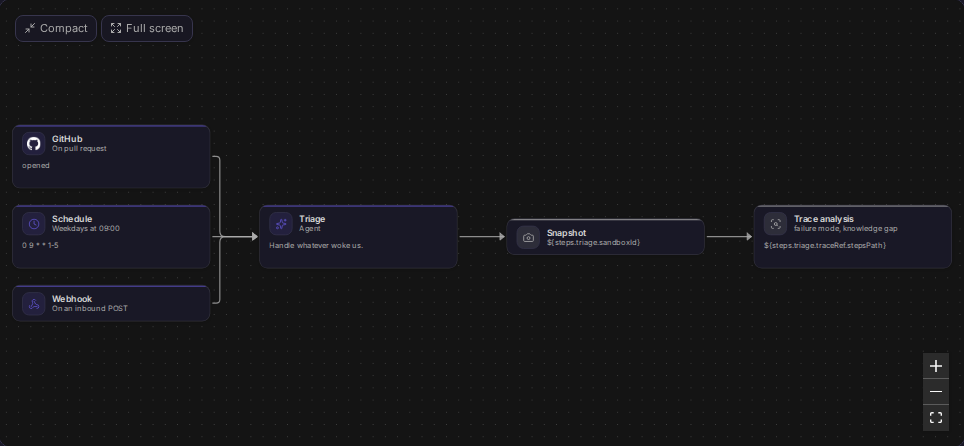 Compact
Full screen
GitHub
On pull request
opened
Schedule
Weekdays at 09:00
0 9 * * 1-5
Webhook
On an inbound POST
Triage
Agent
Handle whatever woke us.
Snapshot
${steps.triage.sandboxId}
Trace analysis
failure mode, knowledge gap
${steps.triage.traceRef.stepsPath}